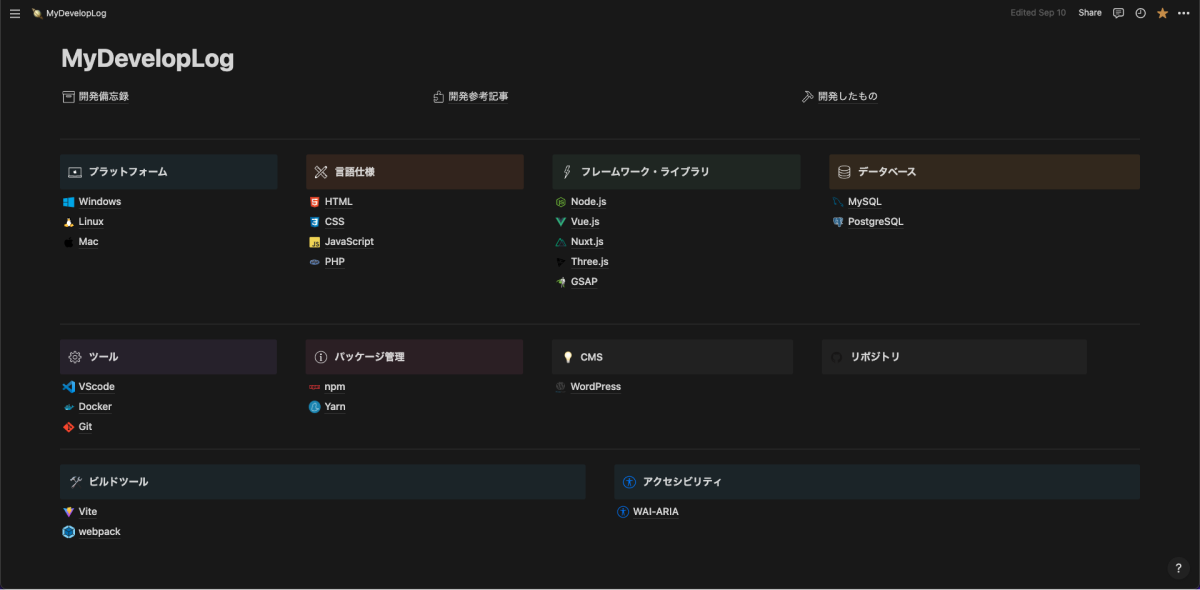 MyDevelopLog
Edited Sep 10 Share
MyDevelopLog
開発備忘録
開発参考記事
開発したもの
プラットフォーム
Windows
Linux
Mac
言語仕様
HTML
CSS
JavaScript
PHP
フレームワーク・ライブラリ
Node.js
Vue.js
Nuxt.js
Three.js
GSAP
データベース
MySQL
PostgreSQL
ツール
VScode
Docker
Git
パッケージ管理
npm
Yarn
CMS
WordPress
リポジトリ
ビルドツール
Vite
webpack
アクセシビリティ
WAI-ARIA
?